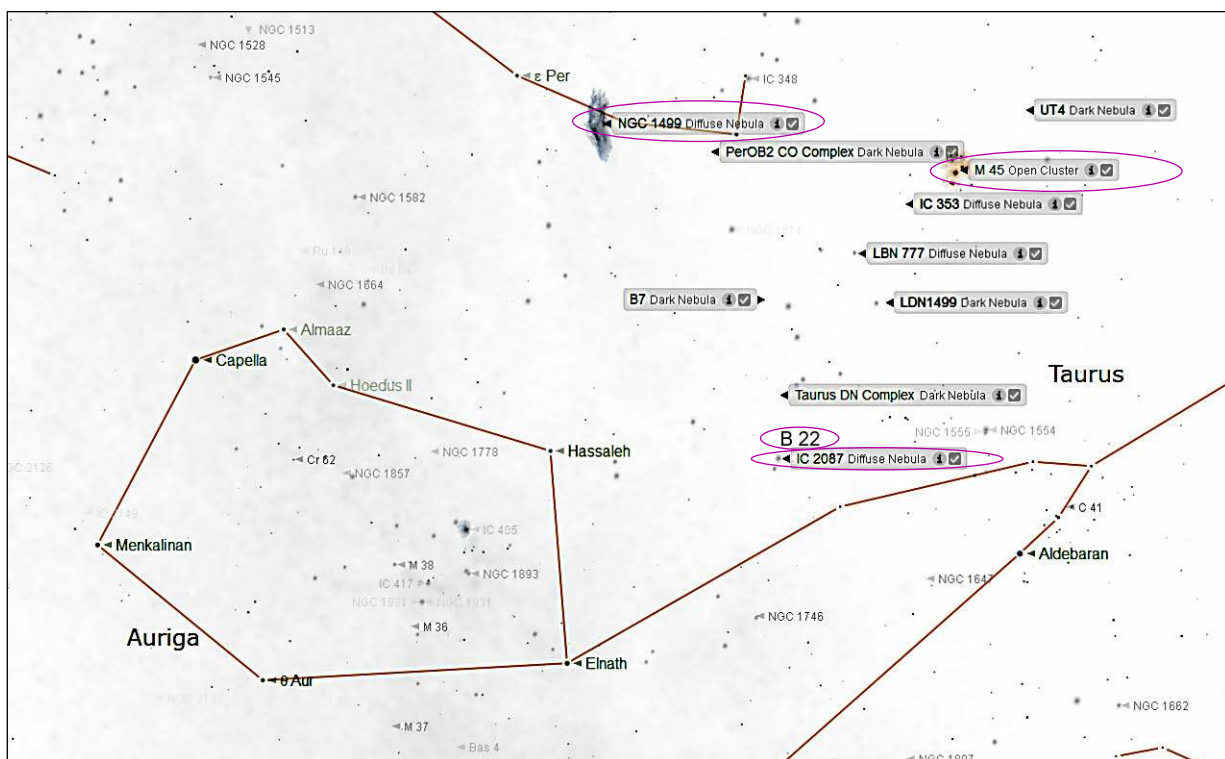 NGC 1513
NGC 1528
NGC 1545
ε Per
IC 348
UT4 Dark Nebula
NGC 1499 Diffuse Nebula
PerOB2 CO Complex Dark Nebula
M 45 Open Cluster
NGC 1582
IC 353 Diffuse Nebula
NGC 1514
LBN 777 Diffuse Nebula
NGC 1664
B7 Dark Nebula
LDN1499 Dark Nebula
Almaaz
Capella
Hoedus II
Taurus
Taurus DN Complex Dark Nebula
B 22
NGC 1555
NGC 1554
NGC 1778
Hassaleh
Cr 62
IC 2087 Diffuse Nebula
NGC 1857
C 41
IC 405
Menkalinan
Aldebaran
M 38
NGC 1893
IC 417
NGC 1647
NGC 1931
NGC 1931
NGC 1746
M 36
Auriga
Elnath
θ Aur
NGC 1662
M 37
Bas 4